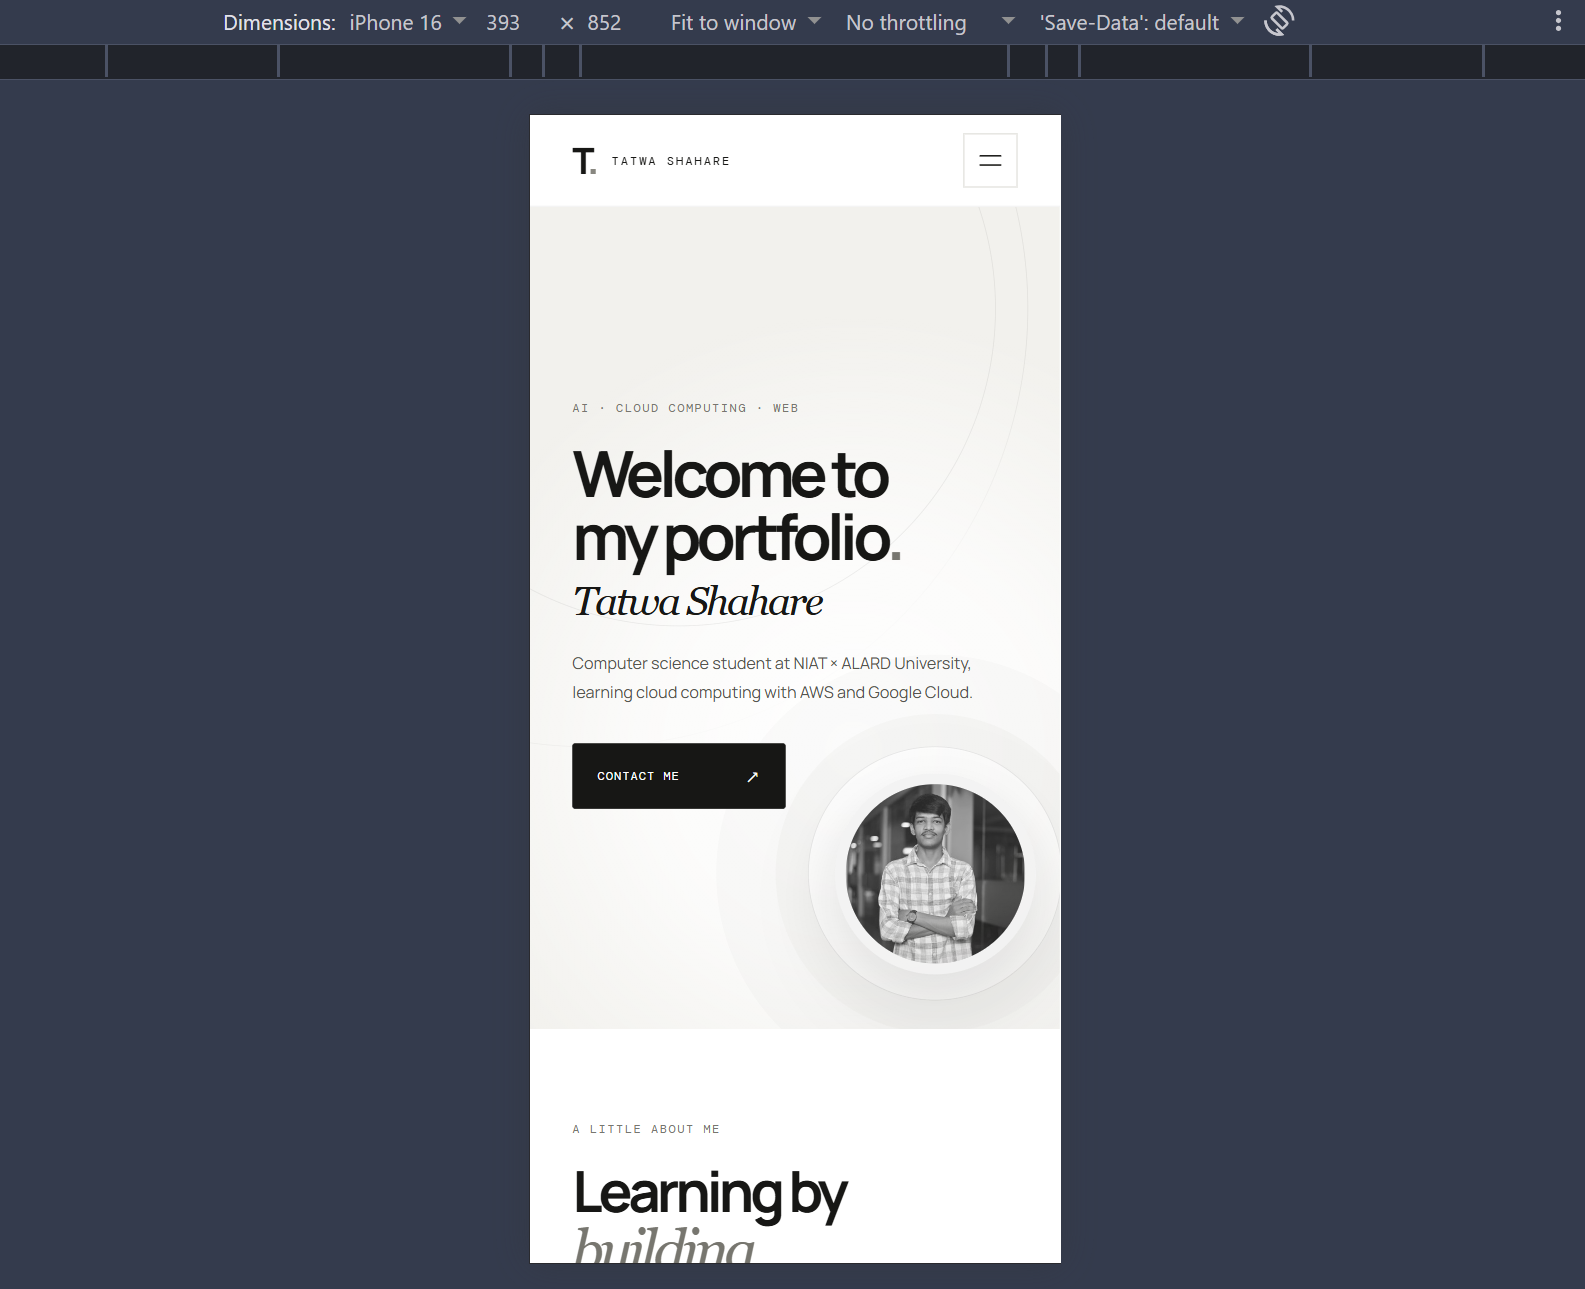 Dimensions: iPhone 16 393 × 852 Fit to window No throttling 'Save-Data': default
T. TATWA SHAHARE
AI · CLOUD COMPUTING · WEB
Welcome to
my portfolio.
Tatwa Shahare
Computer science student at NIAT × ALARD University,
learning cloud computing with AWS and Google Cloud.
CONTACT ME ↗
A LITTLE ABOUT ME
Learning by
building